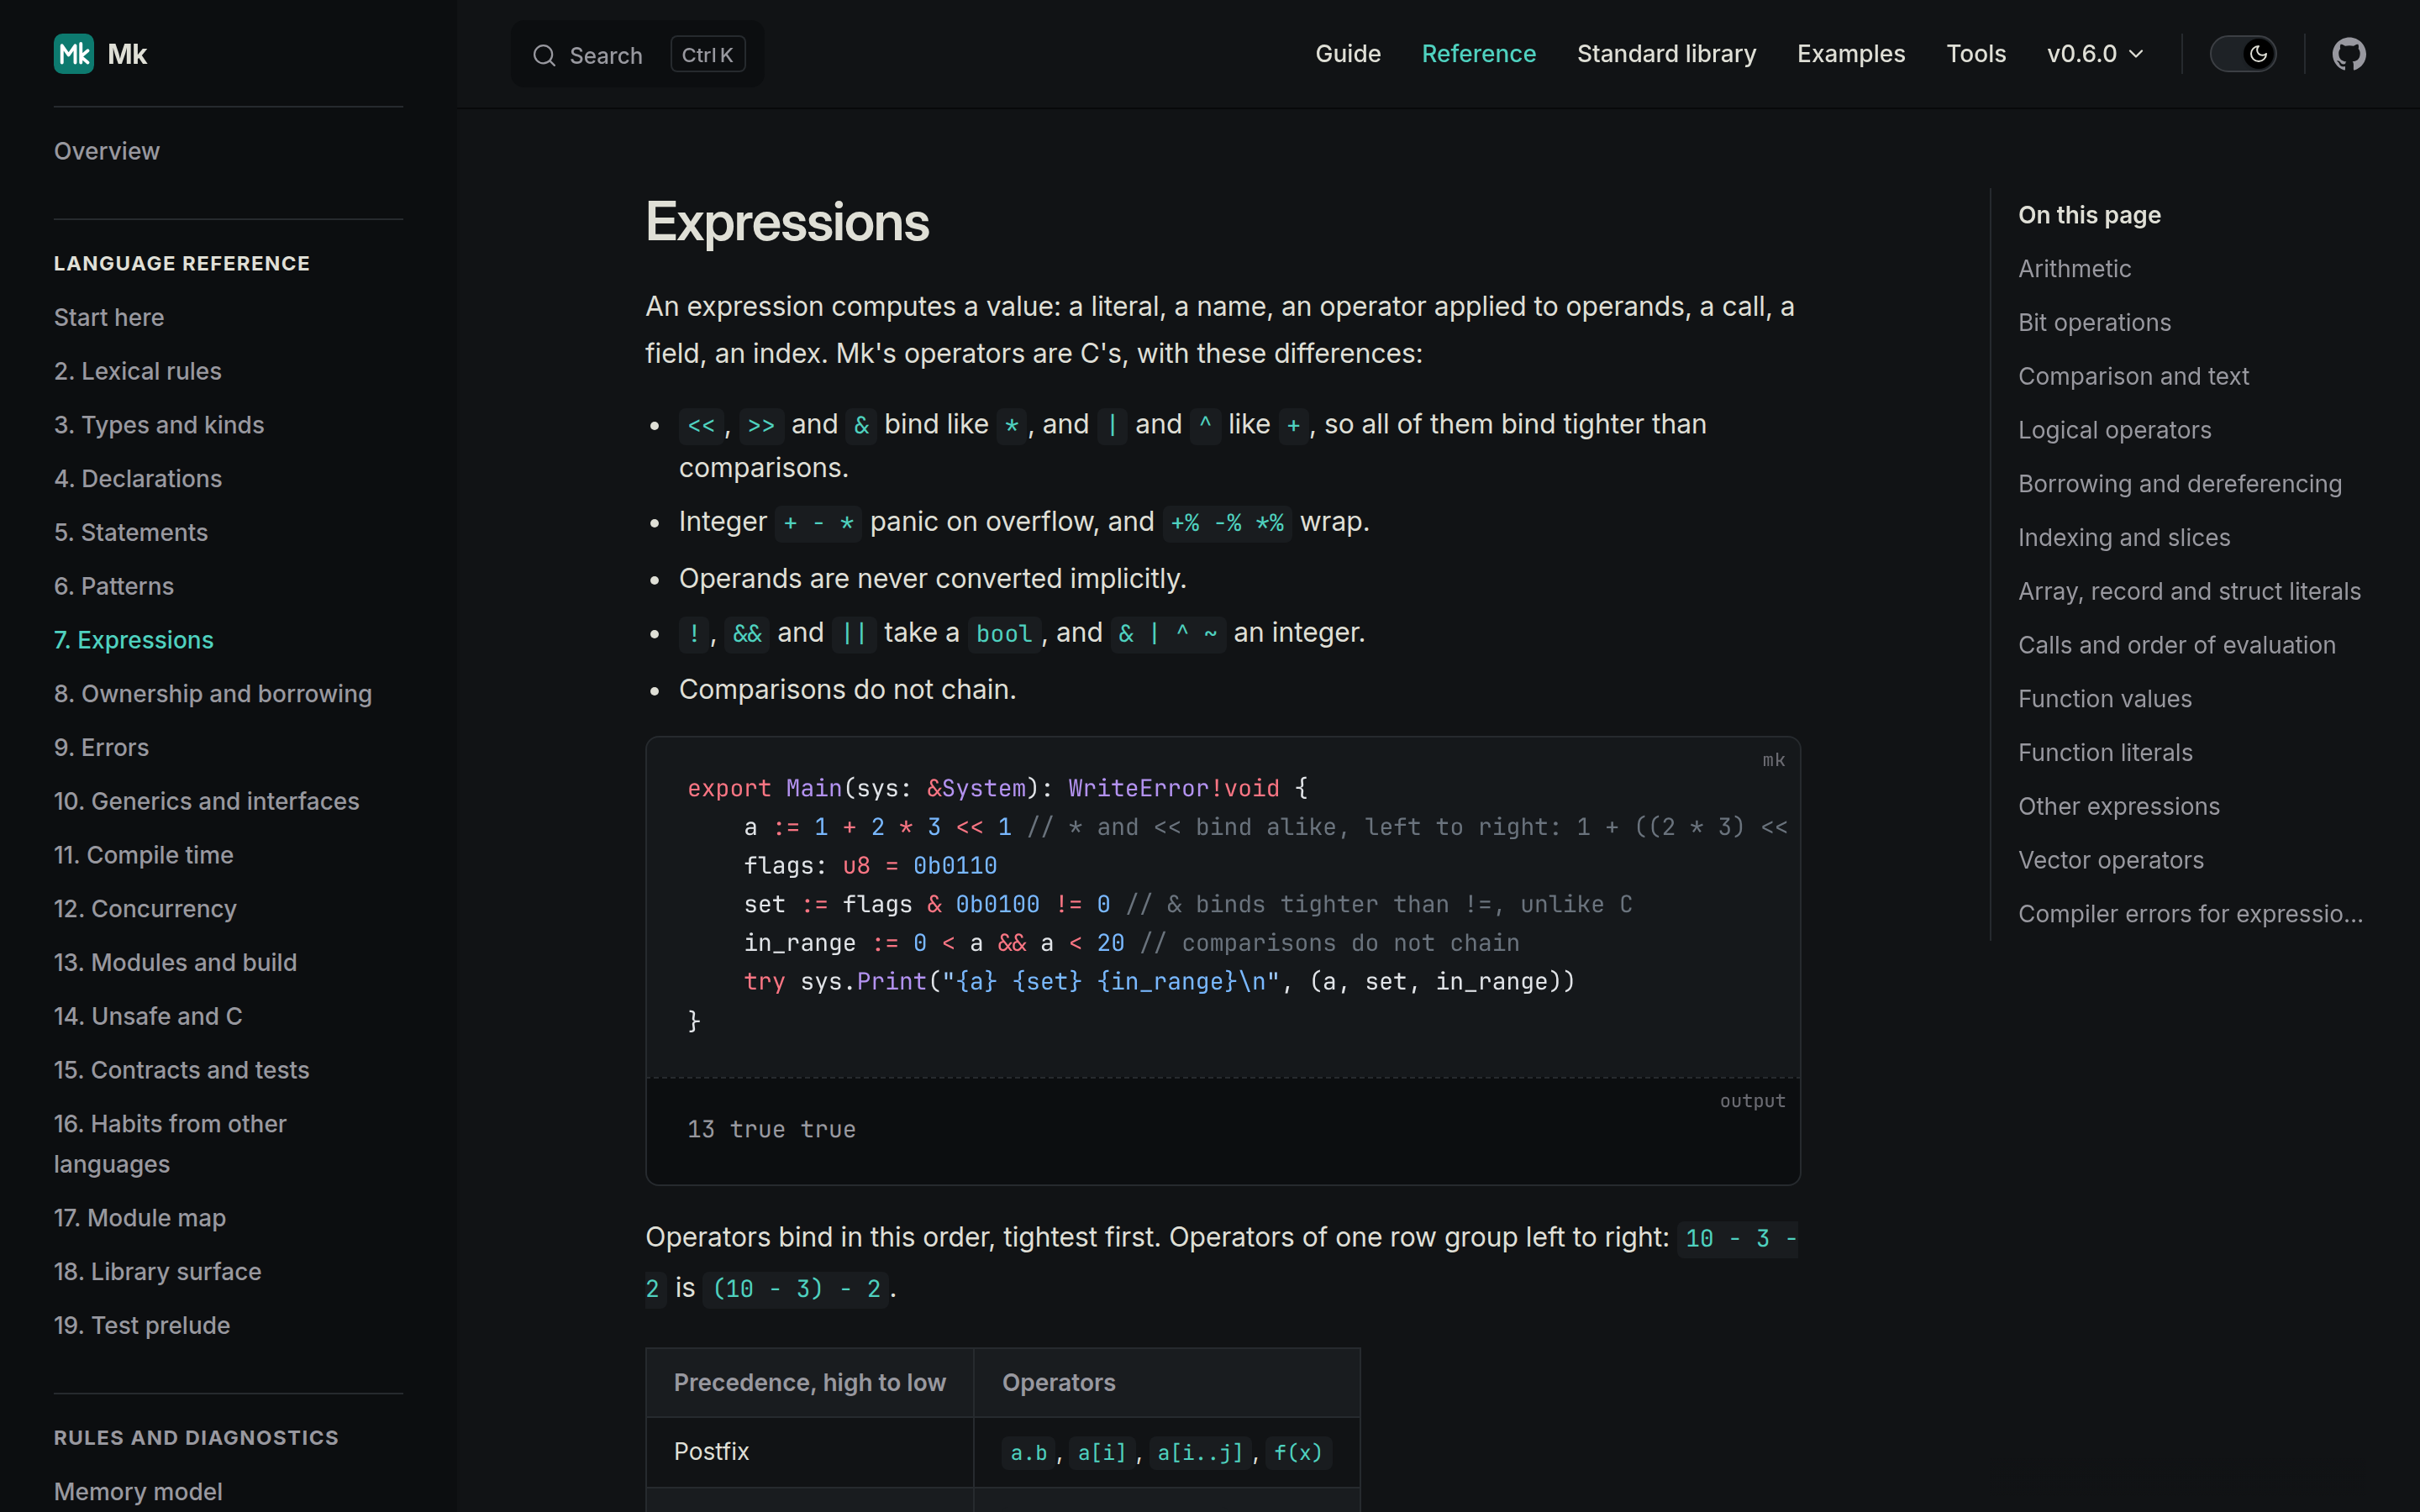 Mk Mk
Search Ctrl K
Guide Reference Standard library Examples Tools v0.6.0
Overview
LANGUAGE REFERENCE
Start here
2. Lexical rules
3. Types and kinds
4. Declarations
5. Statements
6. Patterns
7. Expressions
8. Ownership and borrowing
9. Errors
10. Generics and interfaces
11. Compile time
12. Concurrency
13. Modules and build
14. Unsafe and C
15. Contracts and tests
16. Habits from other
languages
17. Module map
18. Library surface
19. Test prelude
RULES AND DIAGNOSTICS
Memory model
Expressions
An expression computes a value: a literal, a name, an operator applied to operands, a call, a
field, an index. Mk's operators are C's, with these differences:
• <<, >> and & bind like *, and | and ^ like +, so all of them bind tighter than
comparisons.
• Integer + - * panic on overflow, and +% -% *% wrap.
• Operands are never converted implicitly.
• !, && and || take a bool, and & | ^ ~ an integer.
• Comparisons do not chain.
mk
export Main(sys: &System): WriteError!void {
    a := 1 + 2 * 3 << 1 // * and << bind alike, left to right: 1 + ((2 * 3) <<
    flags: u8 = 0b0110
    set := flags & 0b0100 != 0 // & binds tighter than !=, unlike C
    in_range := 0 < a && a < 20 // comparisons do not chain
    try sys.Print("{a} {set} {in_range}\n", (a, set, in_range))
}
output
13 true true
Operators bind in this order, tightest first. Operators of one row group left to right: 10 - 3 -
2 is (10 - 3) - 2.
Precedence, high to low Operators
Postfix a.b, a[i], a[i..j], f(x)
On this page
Arithmetic
Bit operations
Comparison and text
Logical operators
Borrowing and dereferencing
Indexing and slices
Array, record and struct literals
Calls and order of evaluation
Function values
Function literals
Other expressions
Vector operators
Compiler errors for expressio...